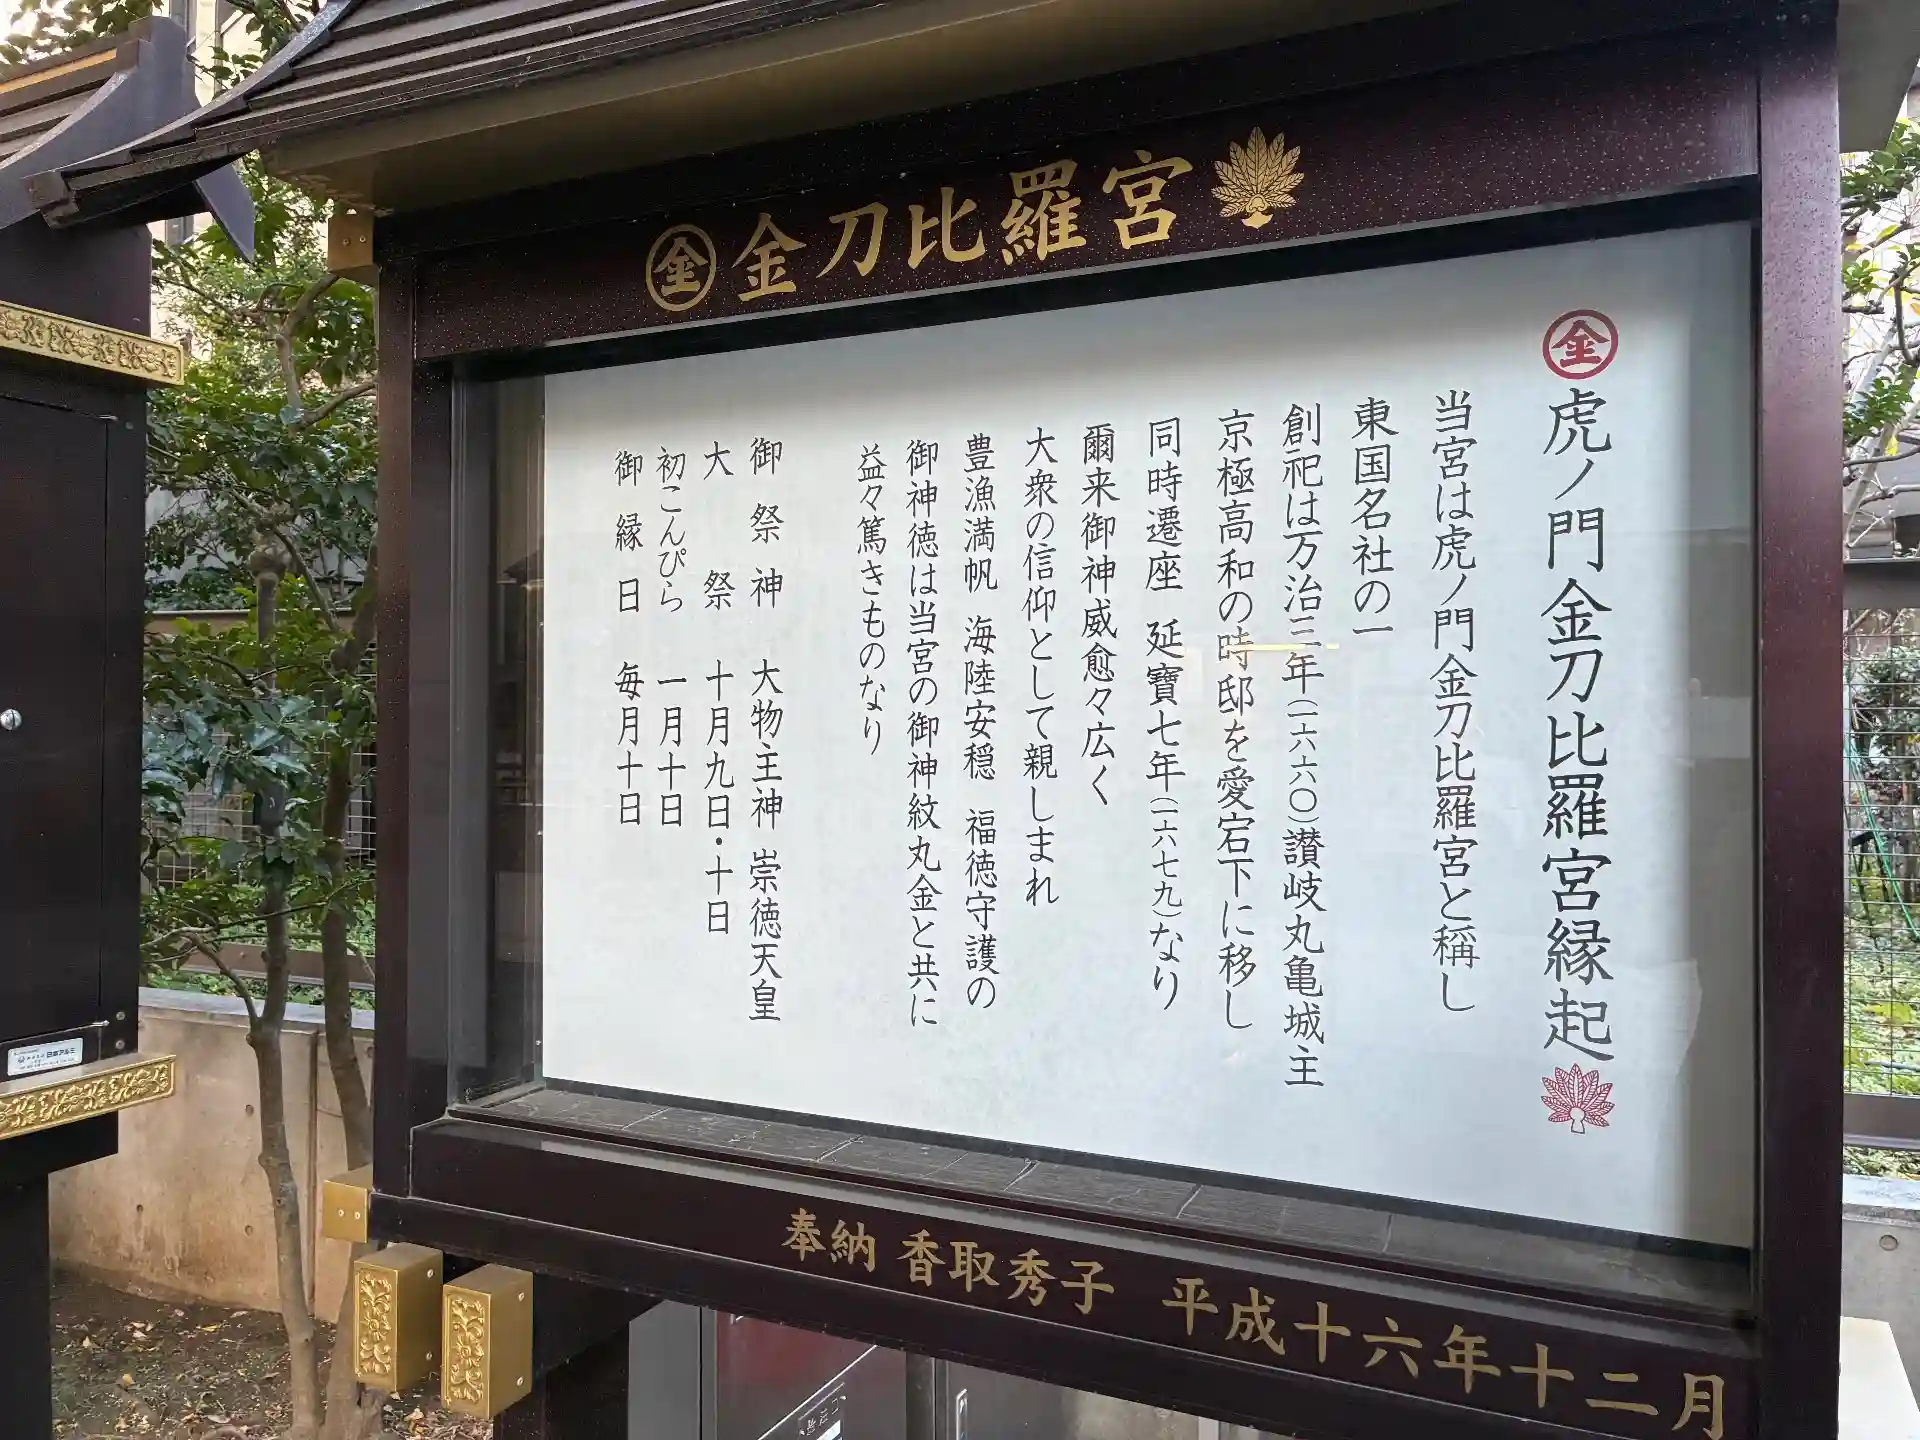 金 金刀比羅宮
金 虎ノ門金刀比羅宮縁起
当宮は虎ノ門金刀比羅宮と稱し
東国名社の一
創祀は万治三年(一六六〇)讃岐丸亀城主
京極高和の時邸を愛宕下に移し
同時遷座 延寶七年(一六七九)なり
爾来御神威愈々広く
大衆の信仰として親しまれ
豊漁満帆 海陸安穏 福徳守護の
御神徳は当宮の御神紋丸金と共に
益々篤きものなり
御祭神 大物主神 崇徳天皇
大祭 十月九日・十日
初こんぴら 一月十日
御縁日 毎月十日
奉納 香取秀子 平成十六年十二月